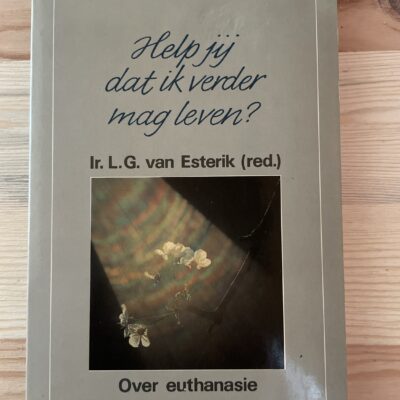 Help jij
dat ik verder
mag leven?
Ir. L.G. van Esterik (red.)
Over euthanasie